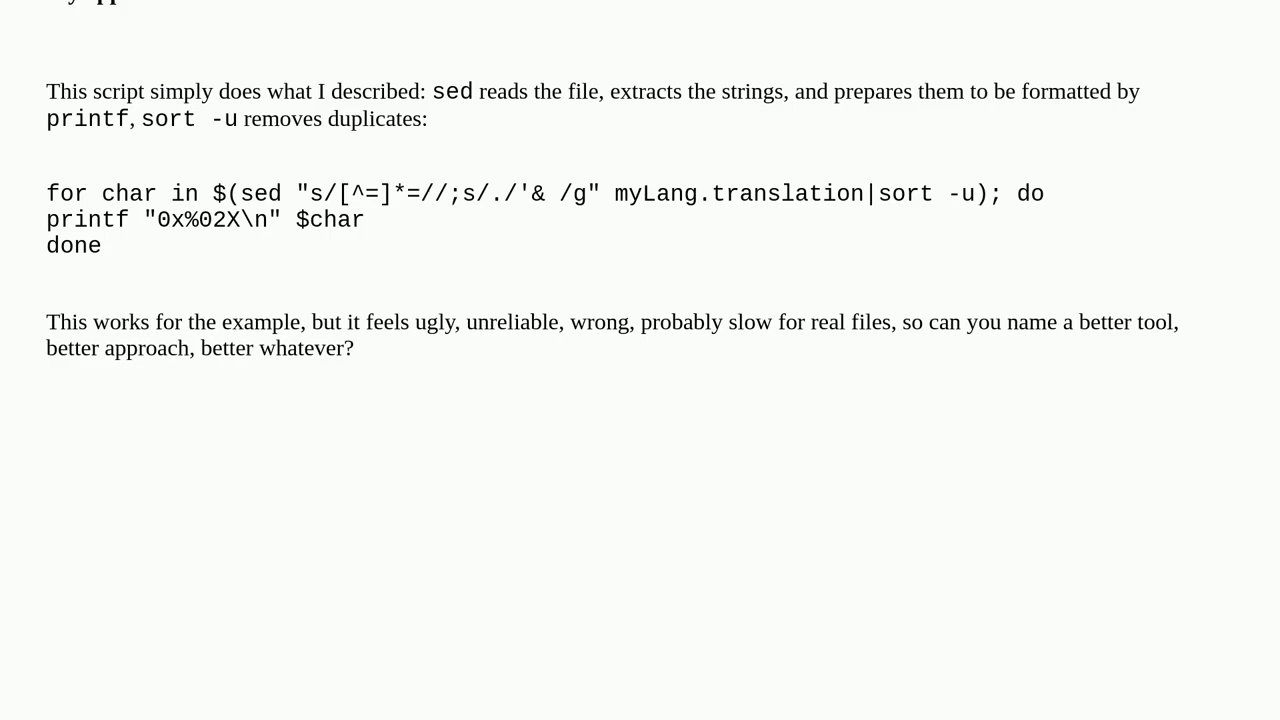 This script simply does what I described: sed reads the file, extracts the strings, and prepares them to be formatted by
printf, sort -u removes duplicates:
for char in $(sed "s/[^=]*=//;s/./'& /g" myLang.translation|sort -u); do
printf "0x%02X\n" $char
done
This works for the example, but it feels ugly, unreliable, wrong, probably slow for real files, so can you name a better tool,
better approach, better whatever?